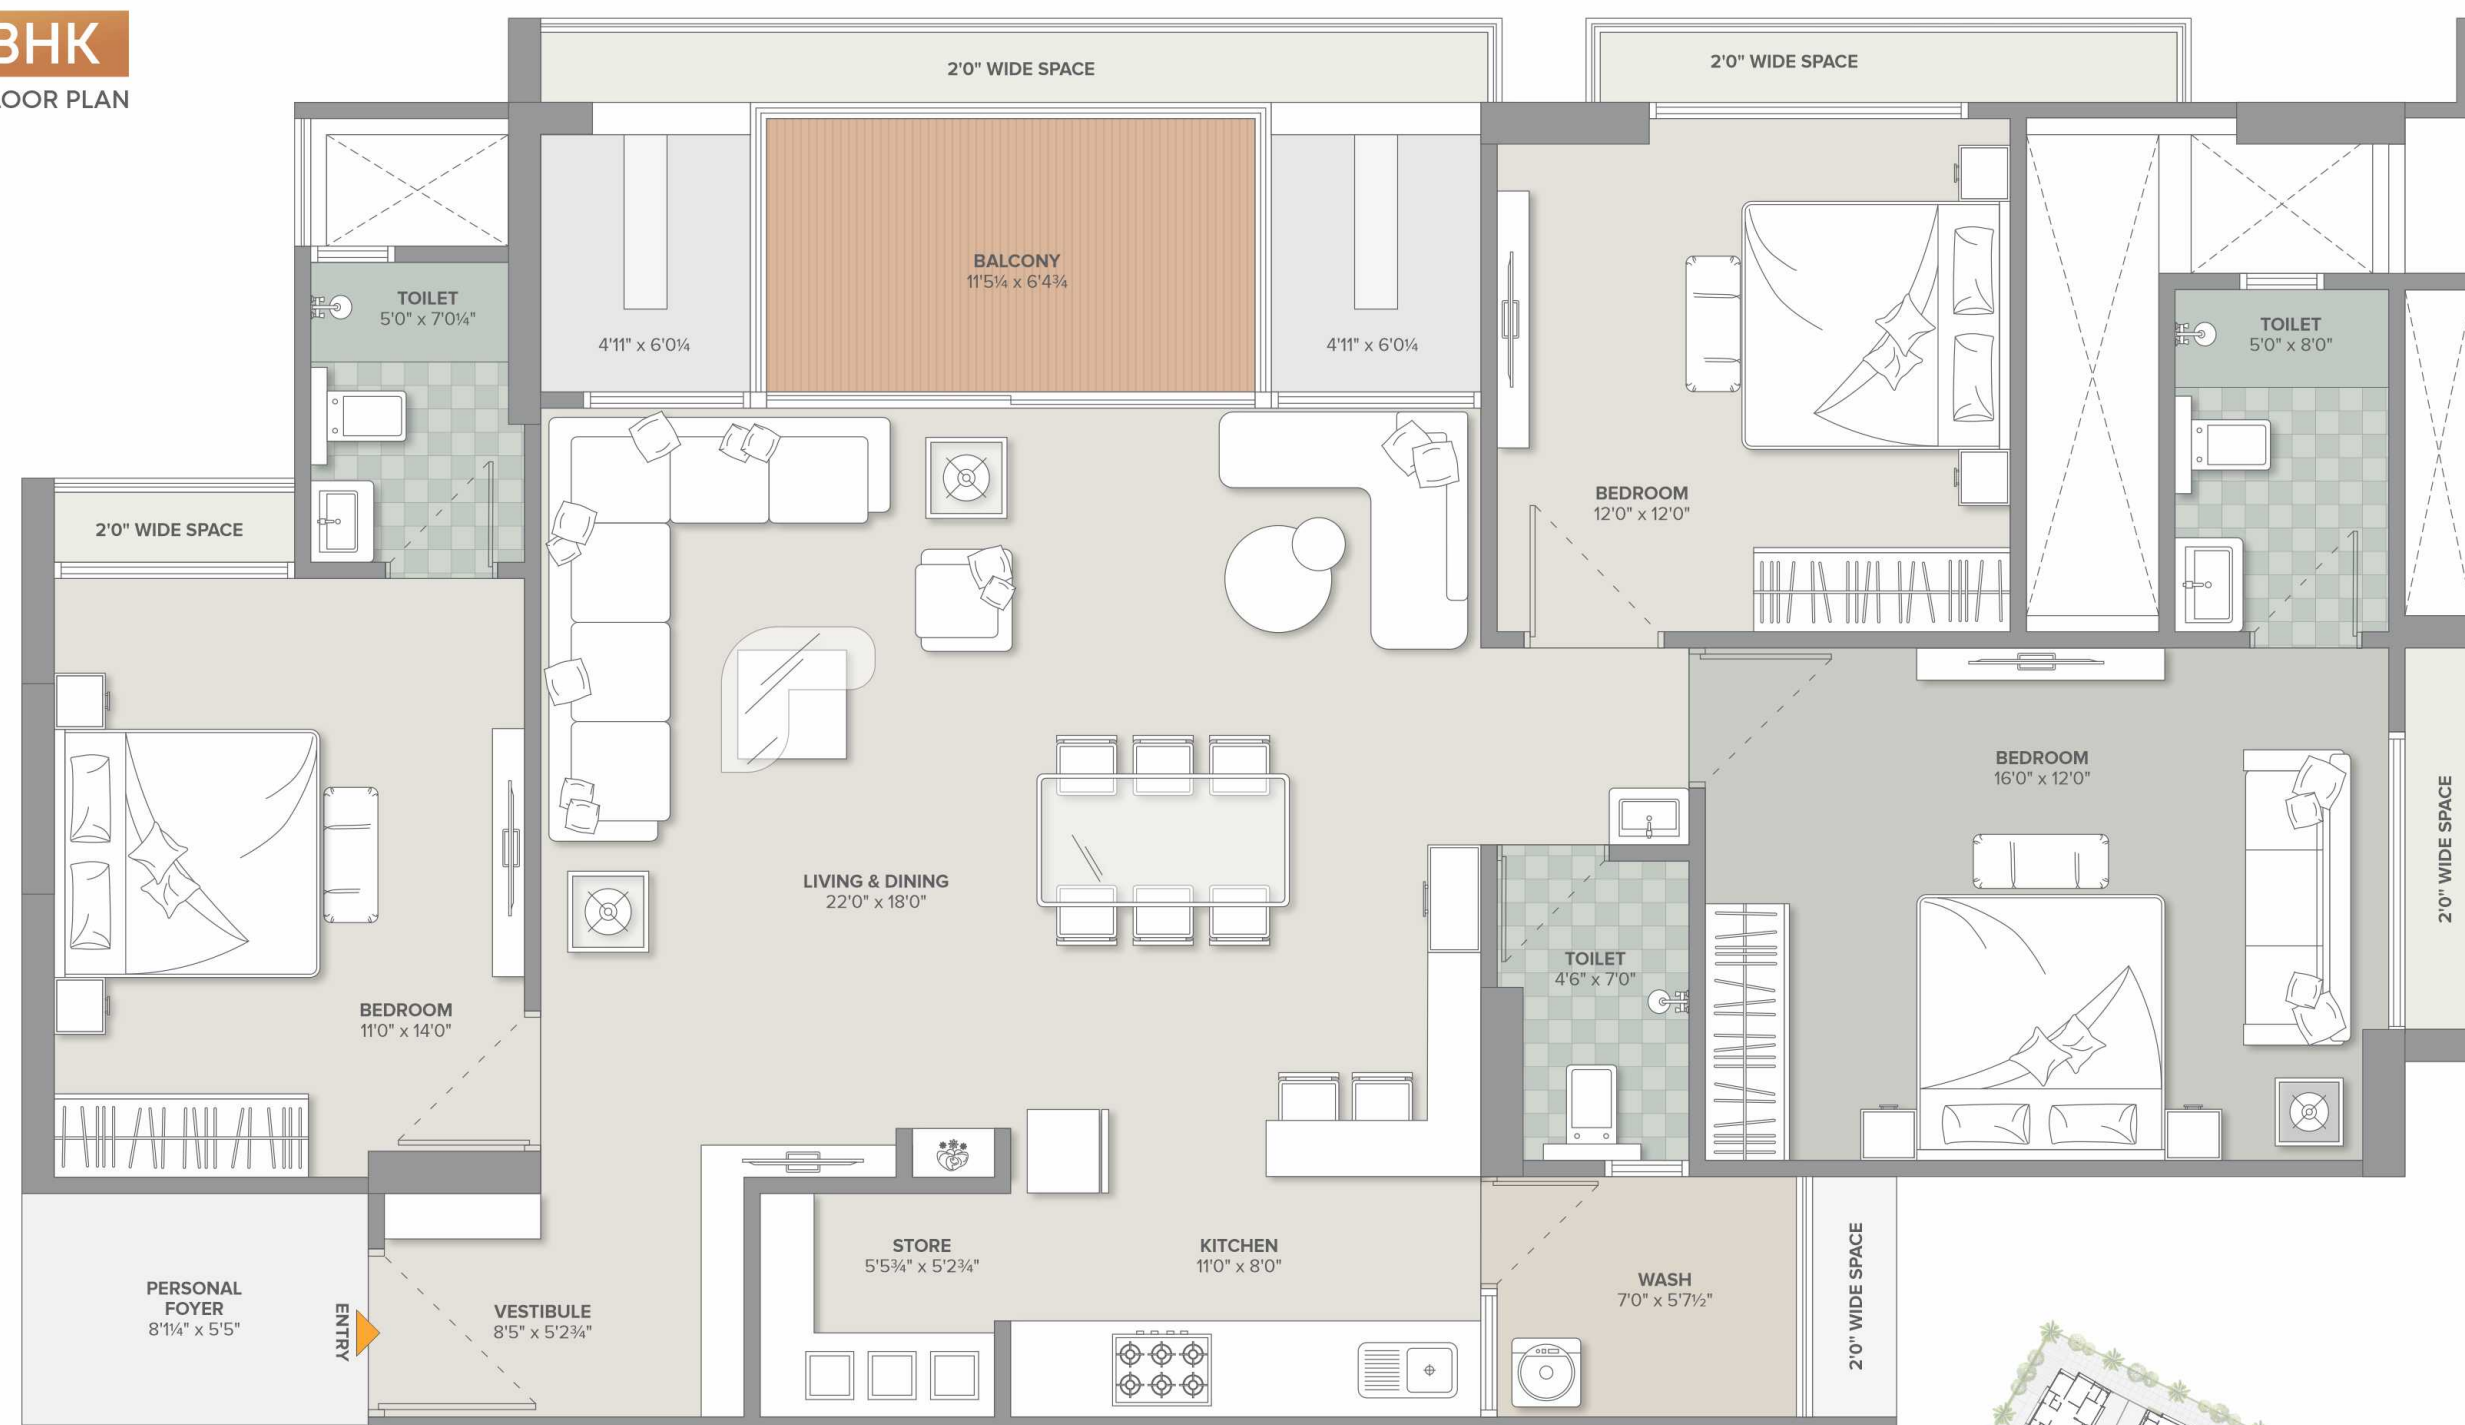 BHK
LOOR PLAN
2'0" WIDE SPACE
2'0" WIDE SPACE
BALCONY
11'5¼ x 6'4¾
TOILET
5'0" x 7'0¼"
4'11" x 6'0¼
4'11" x 6'0¼
TOILET
5'0" x 8'0"
BEDROOM
12'0" x 12'0"
2'0" WIDE SPACE
BEDROOM
16'0" x 12'0"
2'0" WIDE SPACE
LIVING & DINING
22'0" x 18'0"
TOILET
4'6" x 7'0"
BEDROOM
11'0" x 14'0"
STORE
5'5¾" x 5'2¾"
KITCHEN
11'0" x 8'0"
WASH
7'0" x 5'7½"
2'0" WIDE SPACE
PERSONAL
FOYER
8'1¼" x 5'5"
ENTRY
VESTIBULE
8'5" x 5'2¾"